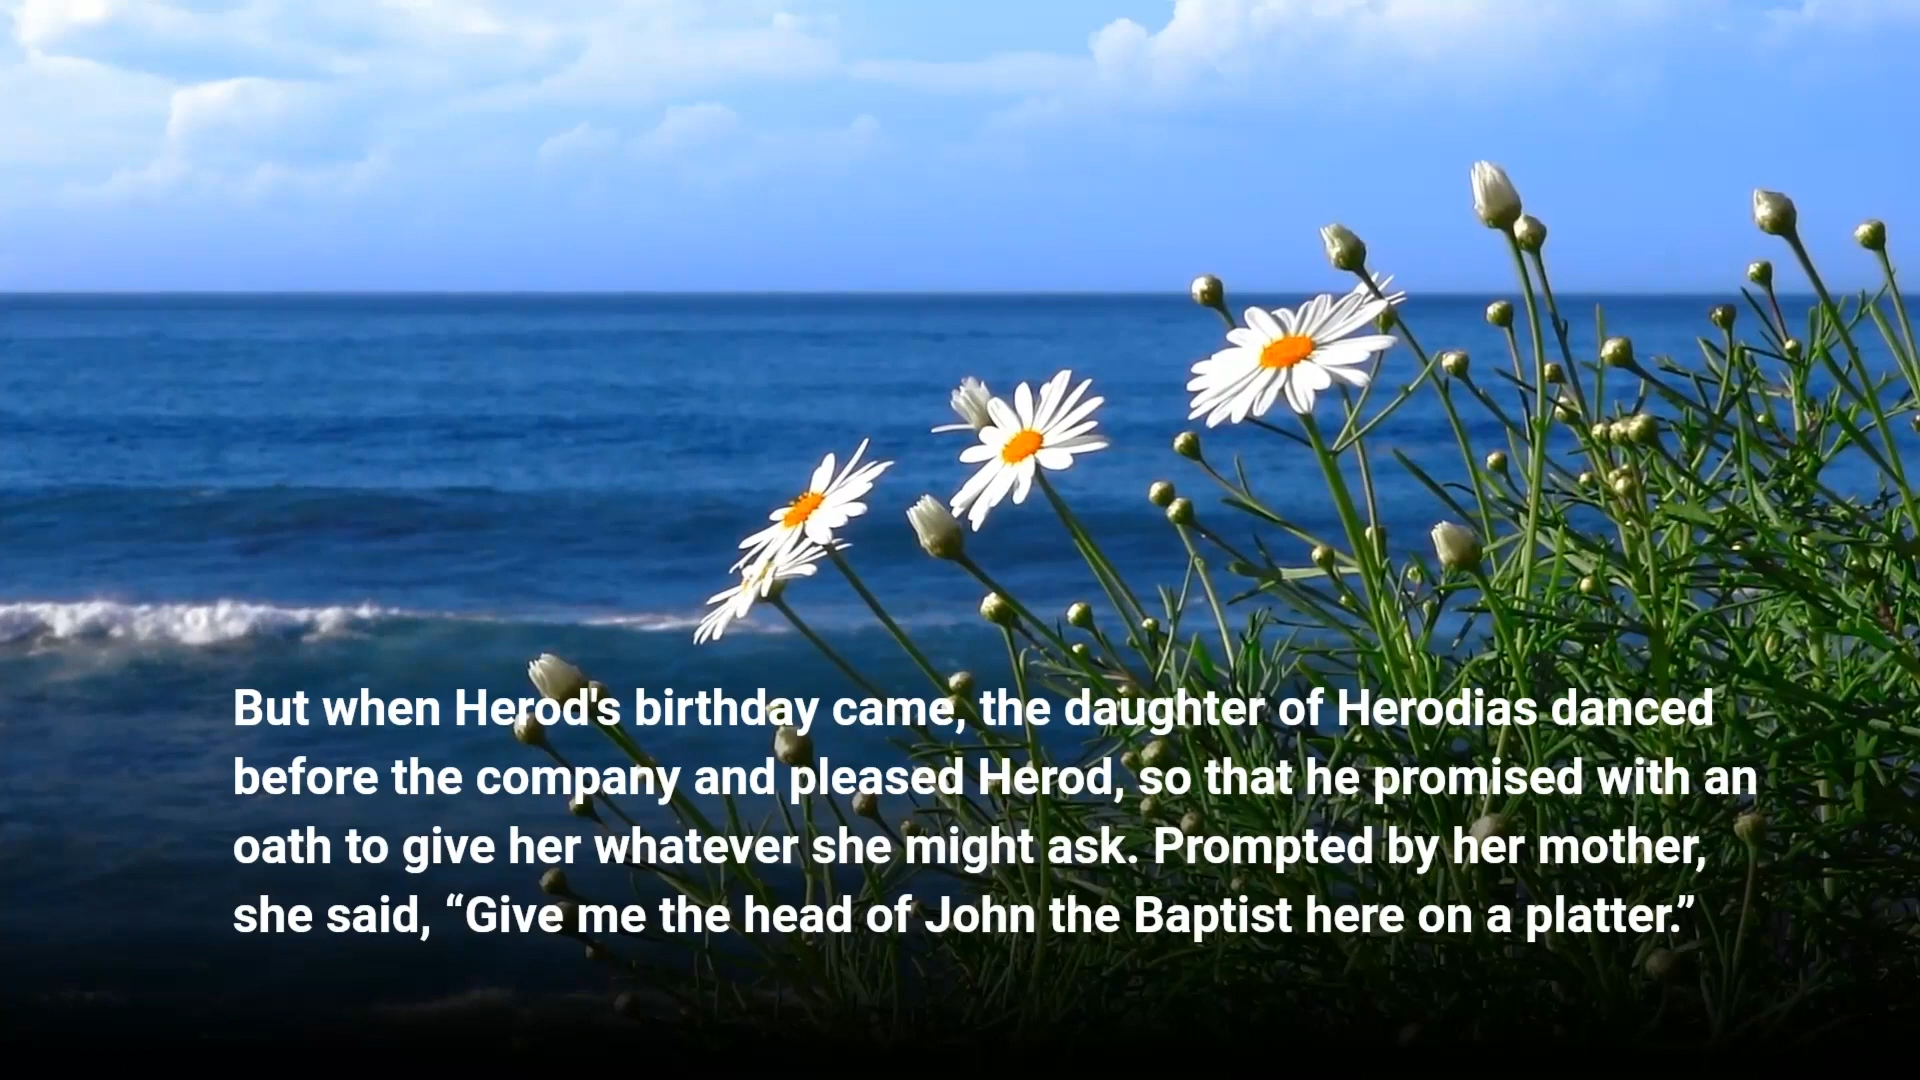 But when Herod's birthday came, the daughter of Herodias danced
before the company and pleased Herod, so that he promised with an
oath to give her whatever she might ask. Prompted by her mother,
she said, “Give me the head of John the Baptist here on a platter.”